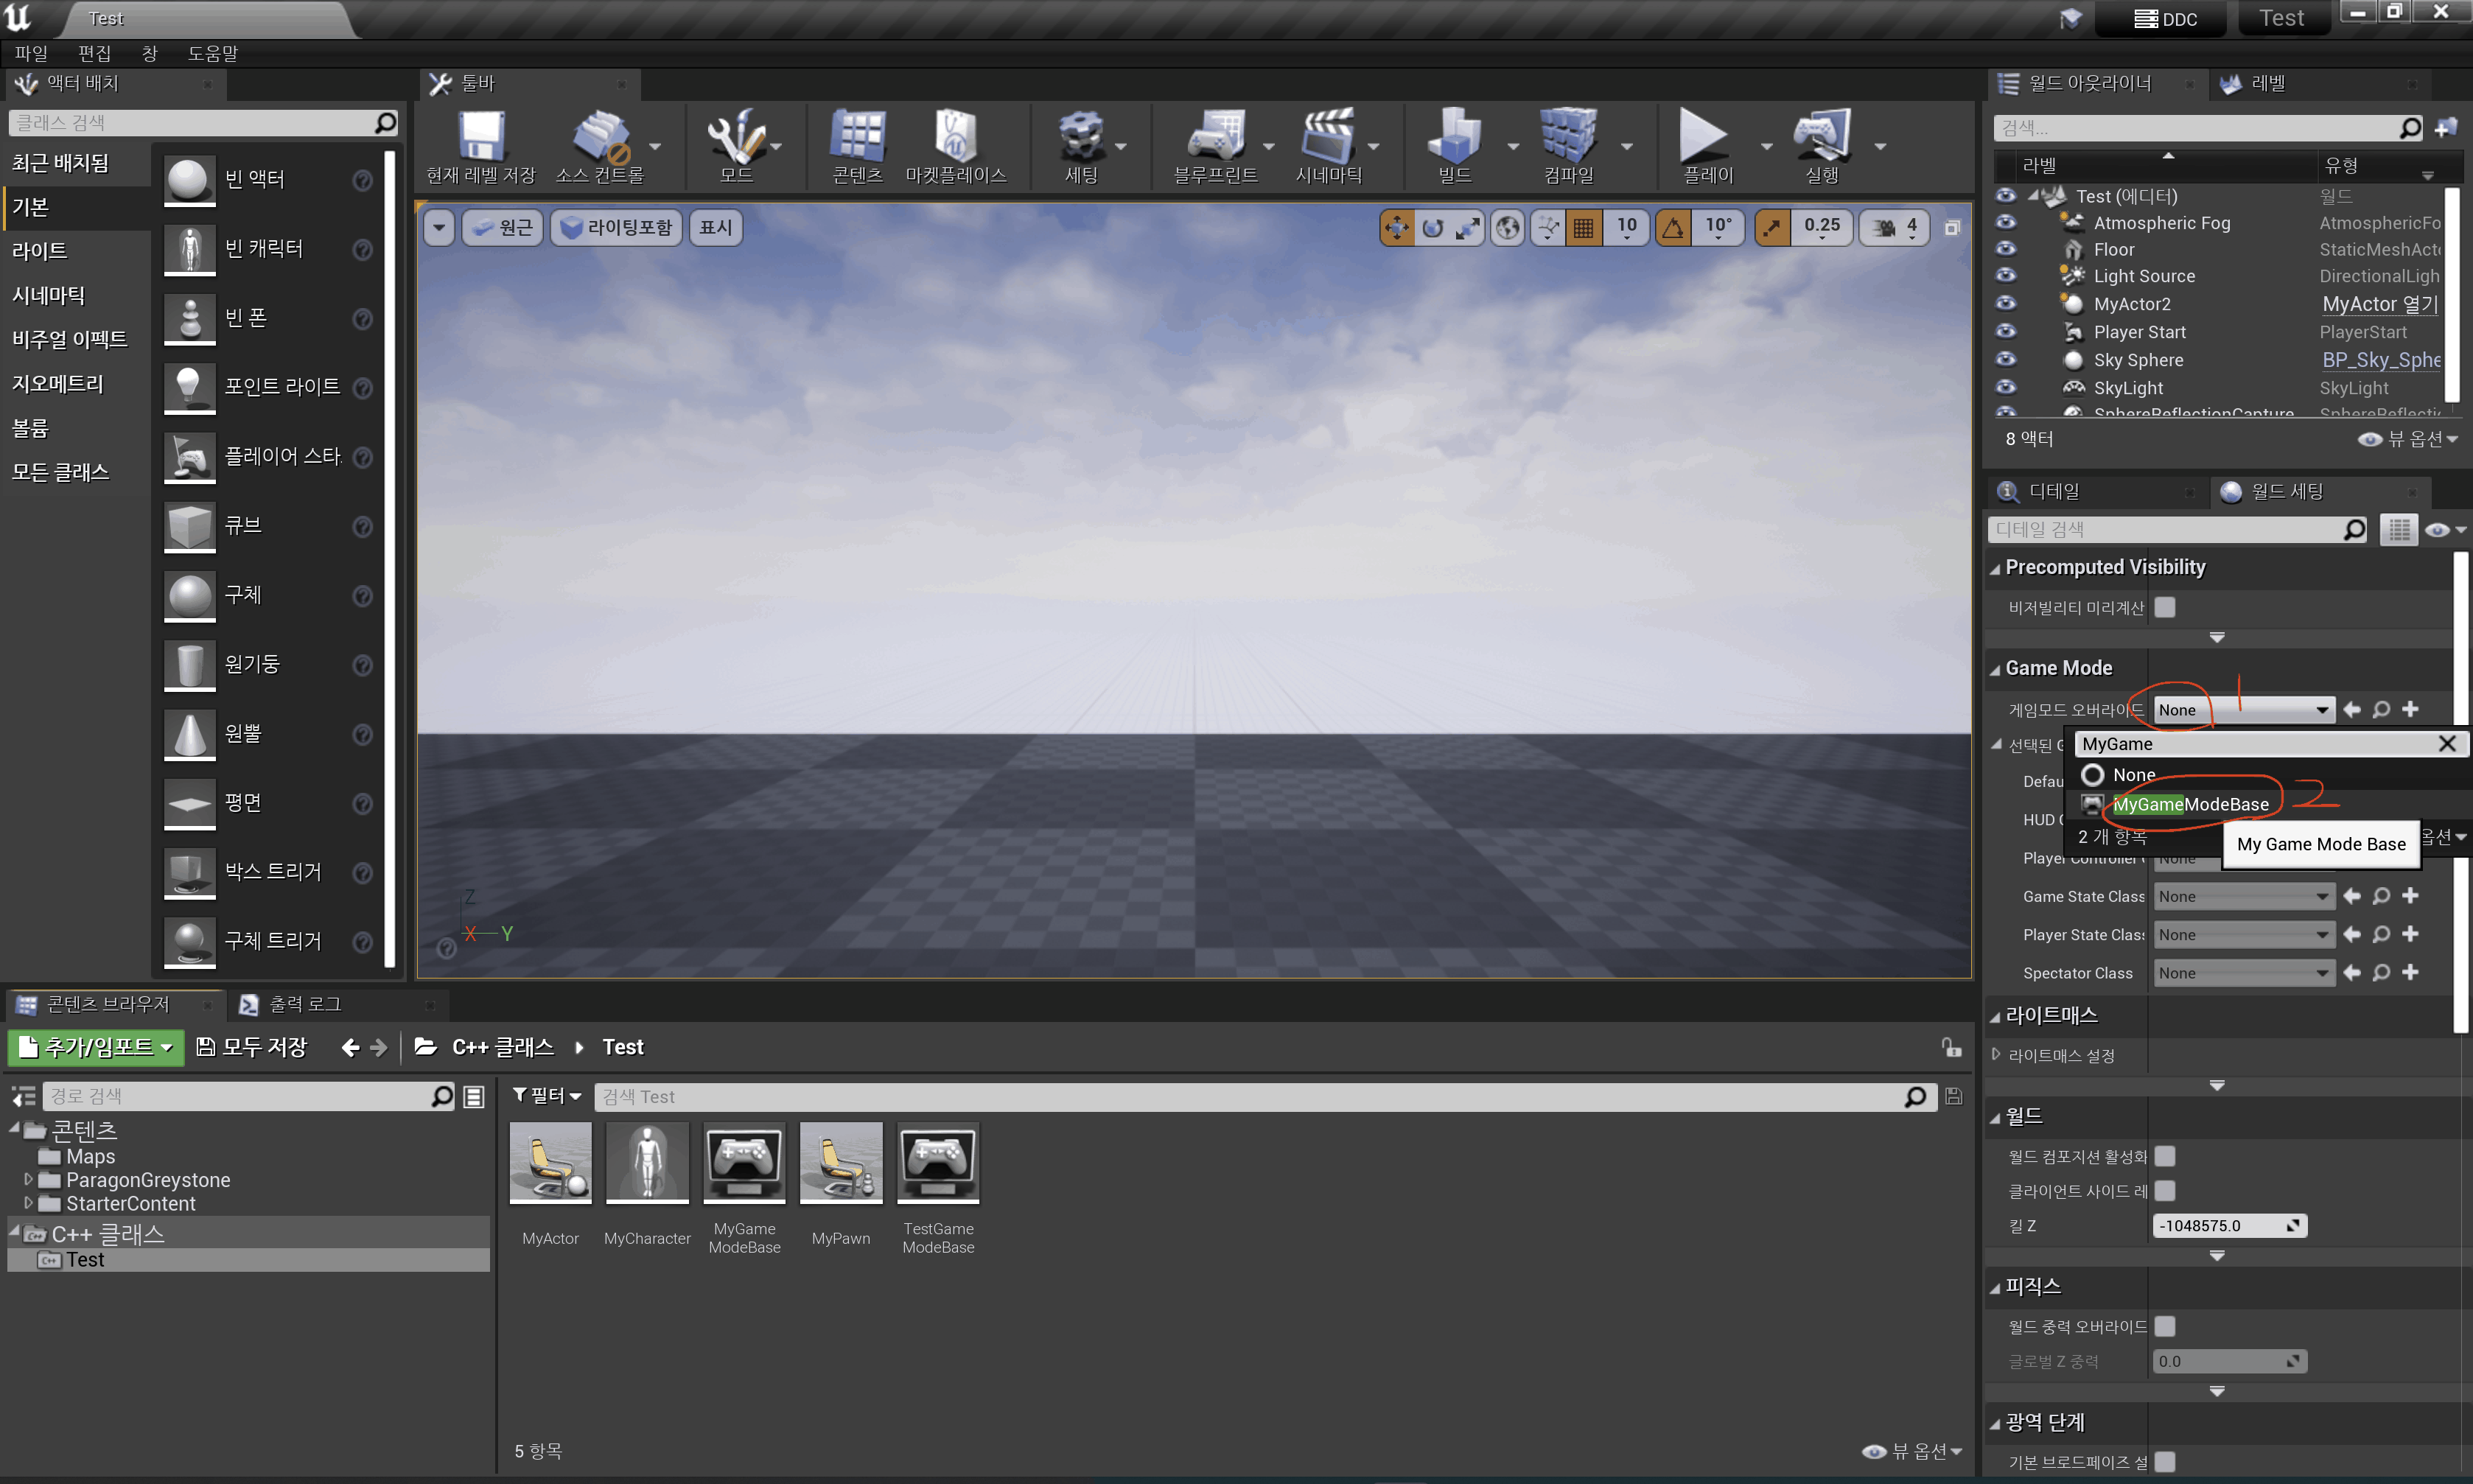 Test
DDC
Test
파일 편집 창 도움말
액터 배치
클래스 검색
최근 배치됨
기본
라이트
시네마틱
비주얼 이펙트
지오메트리
볼륨
모든 클래스
빈 액터
빈 캐릭터
빈 폰
포인트 라이트
플레이어 스타
큐브
구체
원기둥
원뿔
평면
박스 트리거
구체 트리거
툴바
현재 레벨 저장 소스 컨트롤 모드 콘텐츠 마켓플레이스 세팅 블루프린트 시네마틱 빌드 컴파일 플레이 실행
원근 라이팅포함 표시
10 10° 0.25 4
Z
X Y
월드 아웃라이너 레벨
검색...
라벨 유형
Test (에디터) 월드
Atmospheric Fog AtmosphericFo
Floor StaticMeshAct
Light Source DirectionalLigh
MyActor2 MyActor 열기
Player Start PlayerStart
Sky Sphere BP_Sky_Sphe
SkyLight SkyLight
SphereReflectionCapture SphereReflecti
8 액터 뷰 옵션
디테일 월드 세팅
디테일 검색
Precomputed Visibility
비저빌리티 미리계산
Game Mode
게임모드 오버라이드 None 1
선택된 G
MyGame
None
Defau
MyGameModeBase 2
HUD C
2 개 항목 옵션
My Game Mode Base
Player Controller None
Game State Class None
Player State Clas None
Spectator Class None
라이트매스
라이트매스 설정
월드
월드 컴포지션 활성화
클라이언트 사이드 레
킬 Z -1048575.0
피직스
월드 중력 오버라이드
글로벌 Z 중력 0.0
광역 단계
기본 브로드페이즈 설
콘텐츠 브라우저 출력 로그
추가/임포트 모두 저장 C++ 클래스 Test
경로 검색
콘텐츠
Maps
ParagonGreystone
StarterContent
C++ 클래스
Test
필터 검색 Test
MyActor
MyCharacter
MyGame
ModeBase
MyPawn
TestGame
ModeBase
5 항목 뷰 옵션